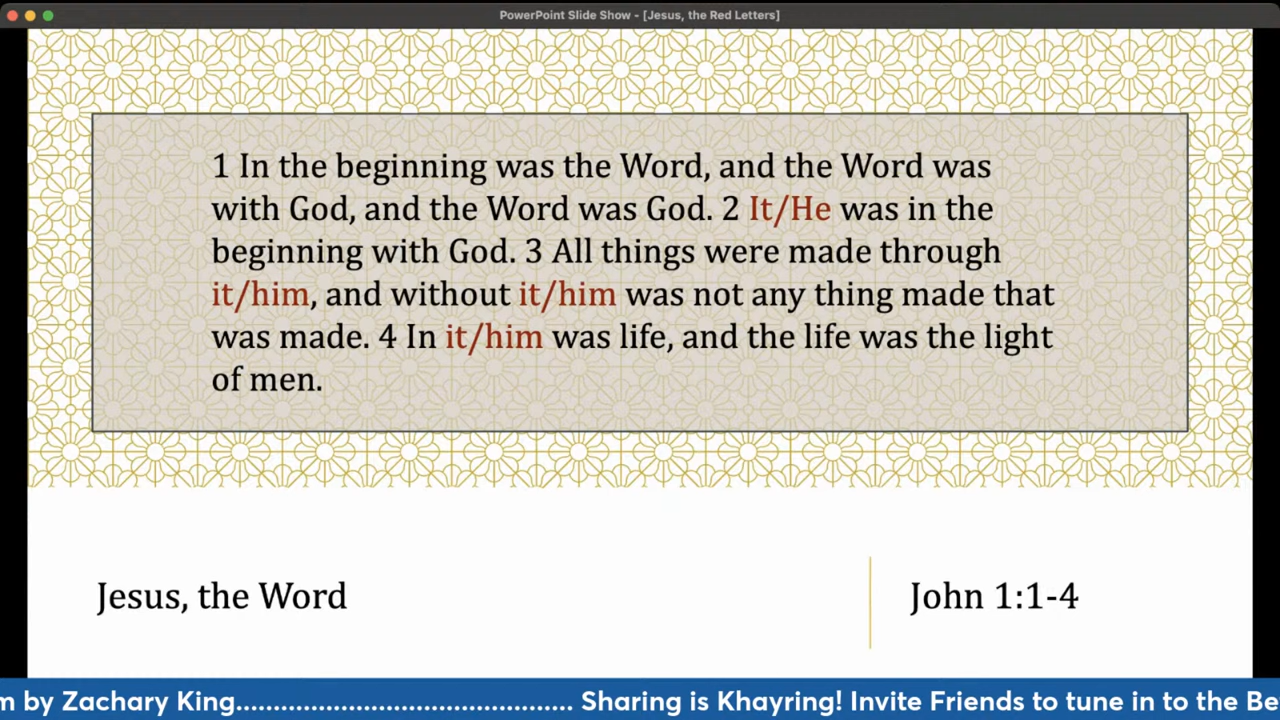 PowerPoint Slide Show - [Jesus, the Red Letters]
1 In the beginning was the Word, and the Word was
with God, and the Word was God. 2 It/He was in the
beginning with God. 3 All things were made through
it/him, and without it/him was not any thing made that
was made. 4 In it/him was life, and the life was the light
of men.
Jesus, the Word
John 1:1-4
m by Zachary King............................................. Sharing is Khayring! Invite Friends to tune in to the Be